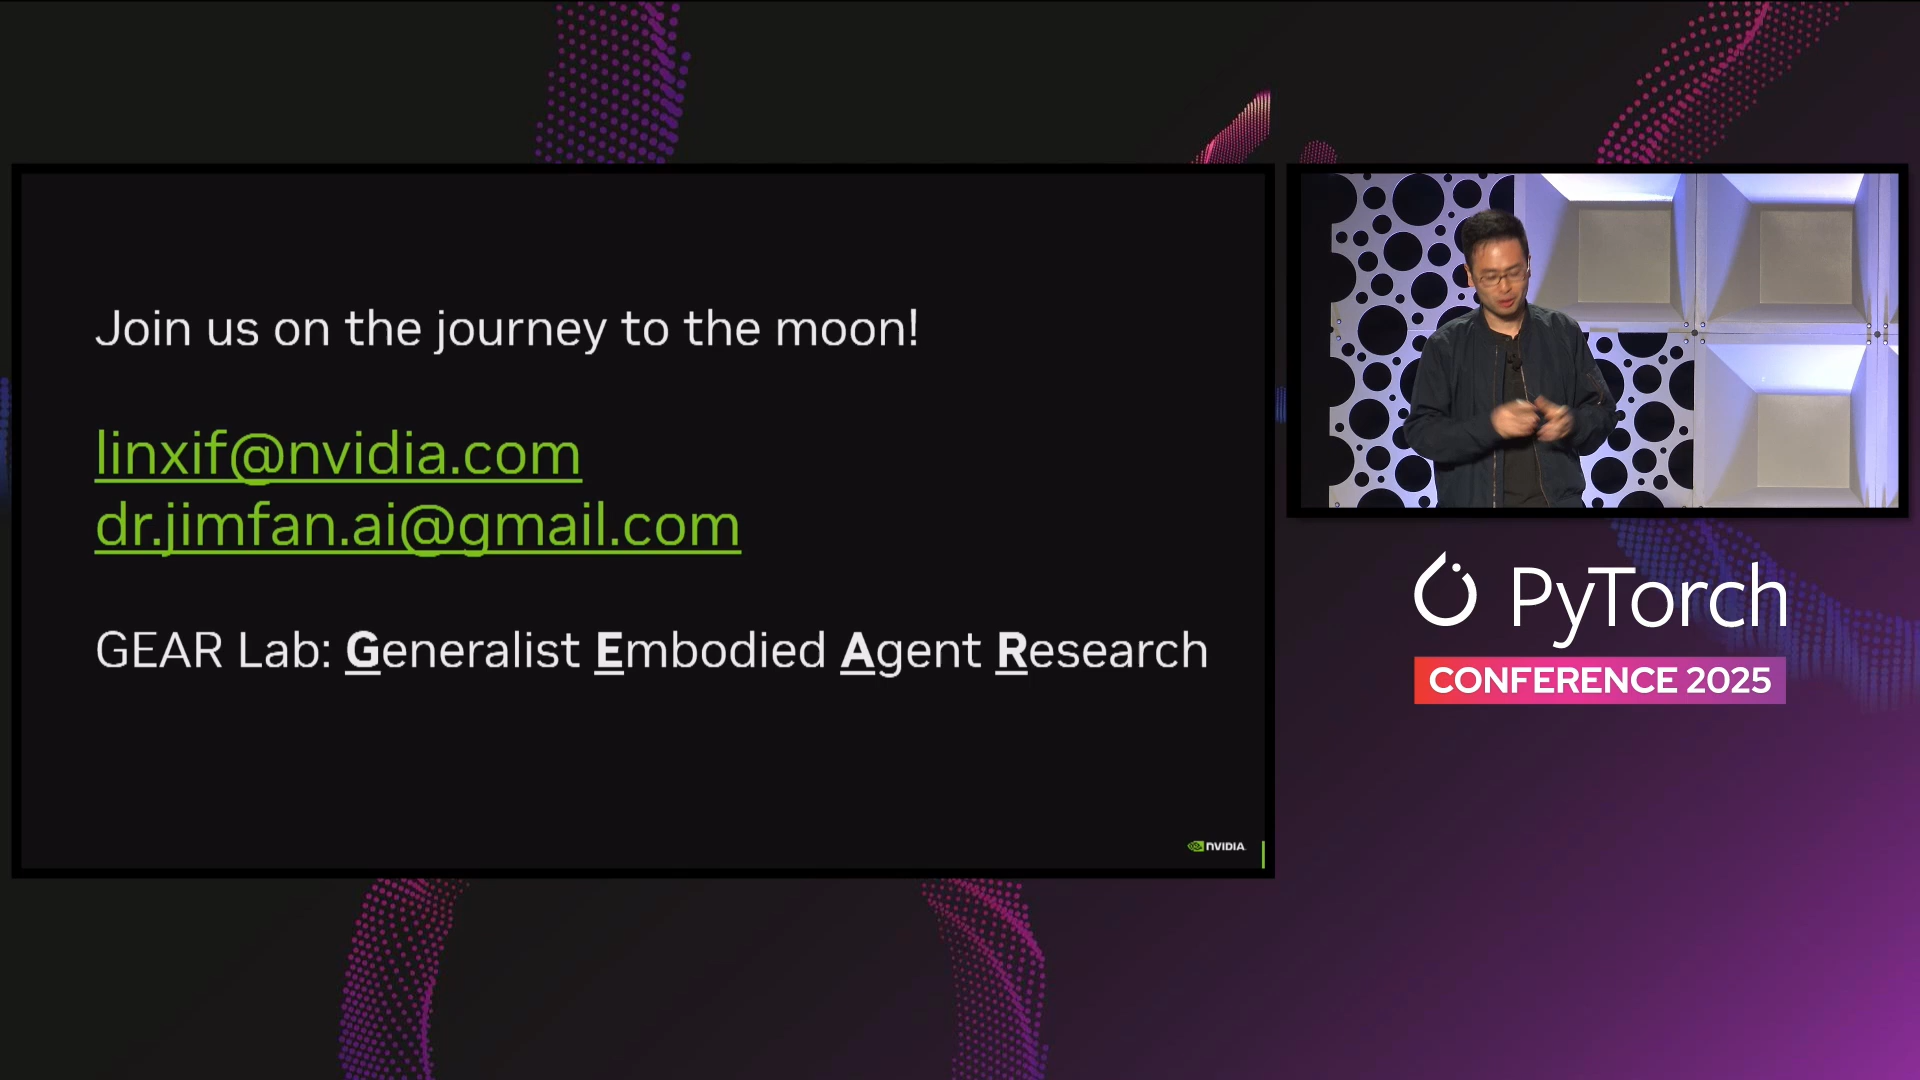 Join us on the journey to the moon!
linxif@nvidia.com
dr.jimfan.ai@gmail.com
GEAR Lab: Generalist Embodied Agent Research
NVIDIA
PyTorch
CONFERENCE 2025